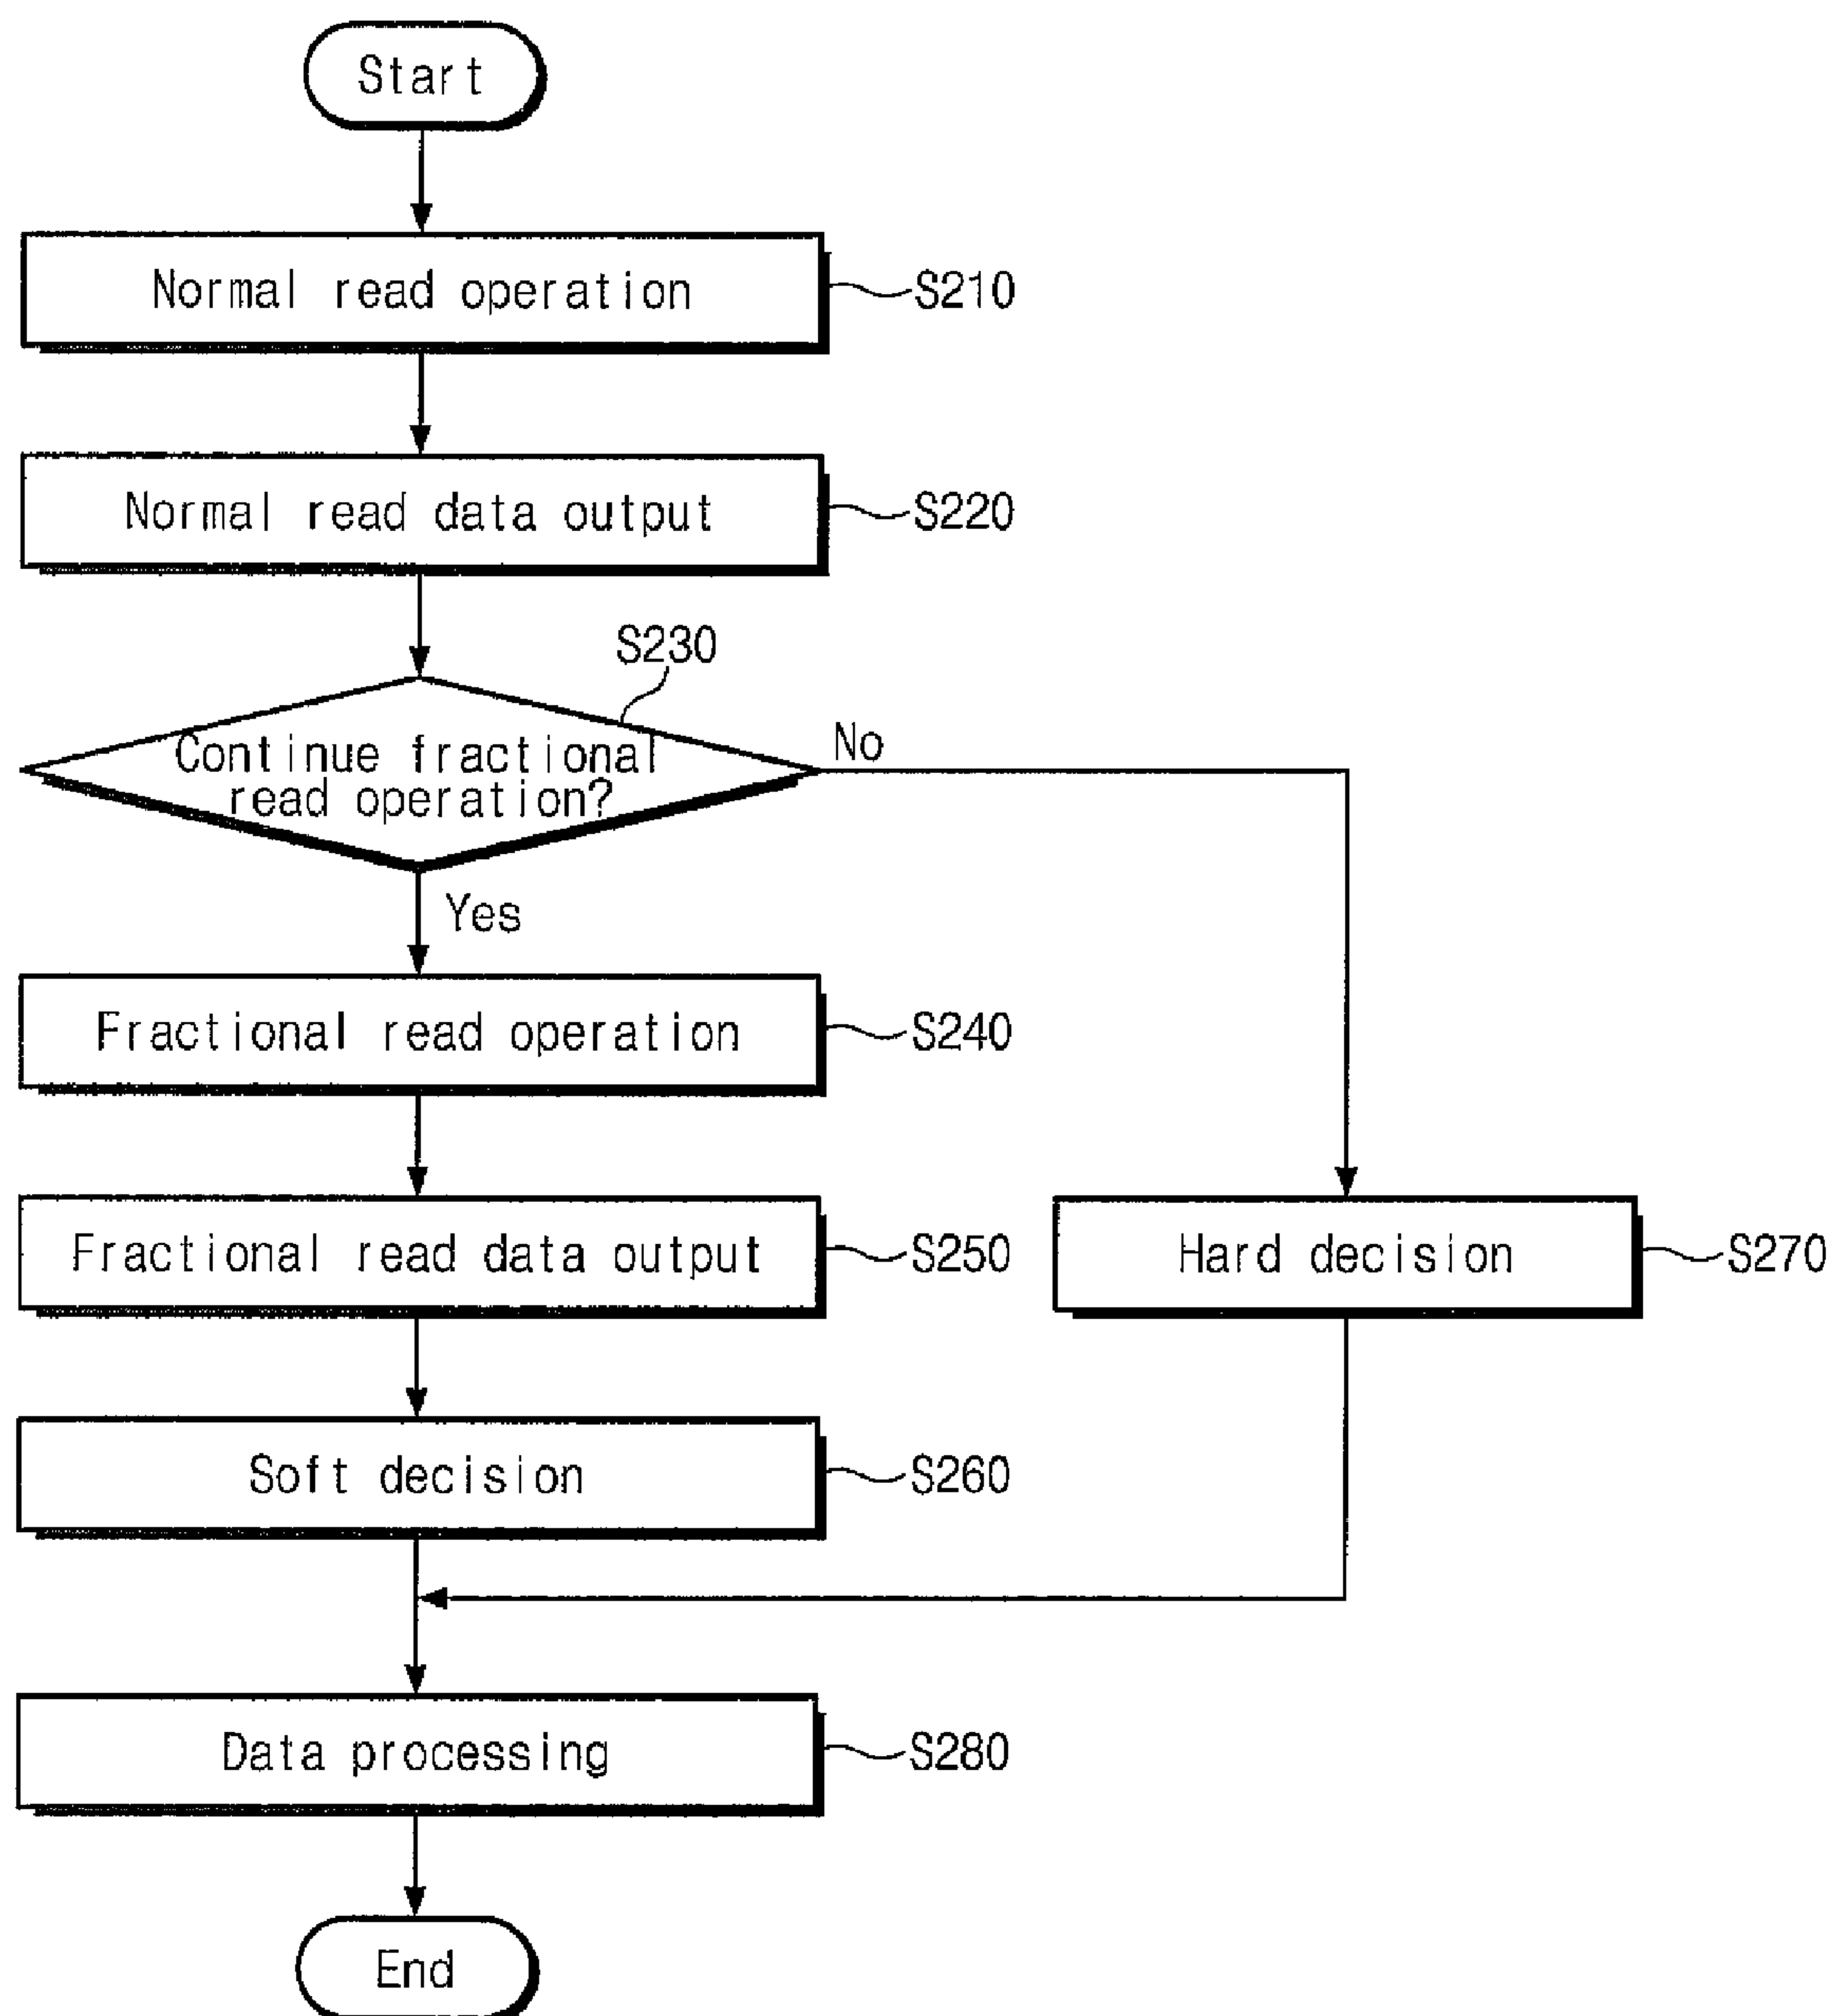 Start
Normal read operation
S210
Normal read data output
S220
S230
Continue fractional
read operation?
No
Yes
Fractional read operation
S240
Fractional read data output
S250
Hard decision
S270
Soft decision
S260
Data processing
S280
End